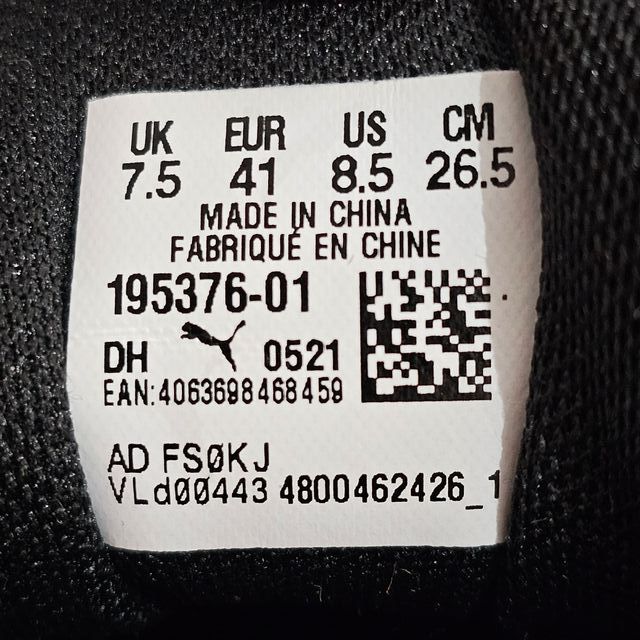 UK EUR US CM
7.5 41 8.5 26.5
MADE IN CHINA
FABRIQUÉ EN CHINE
195376-01
DH 0521
EAN:4063698468459
AD FSØKJ
VLdØØ443 4800462426_1